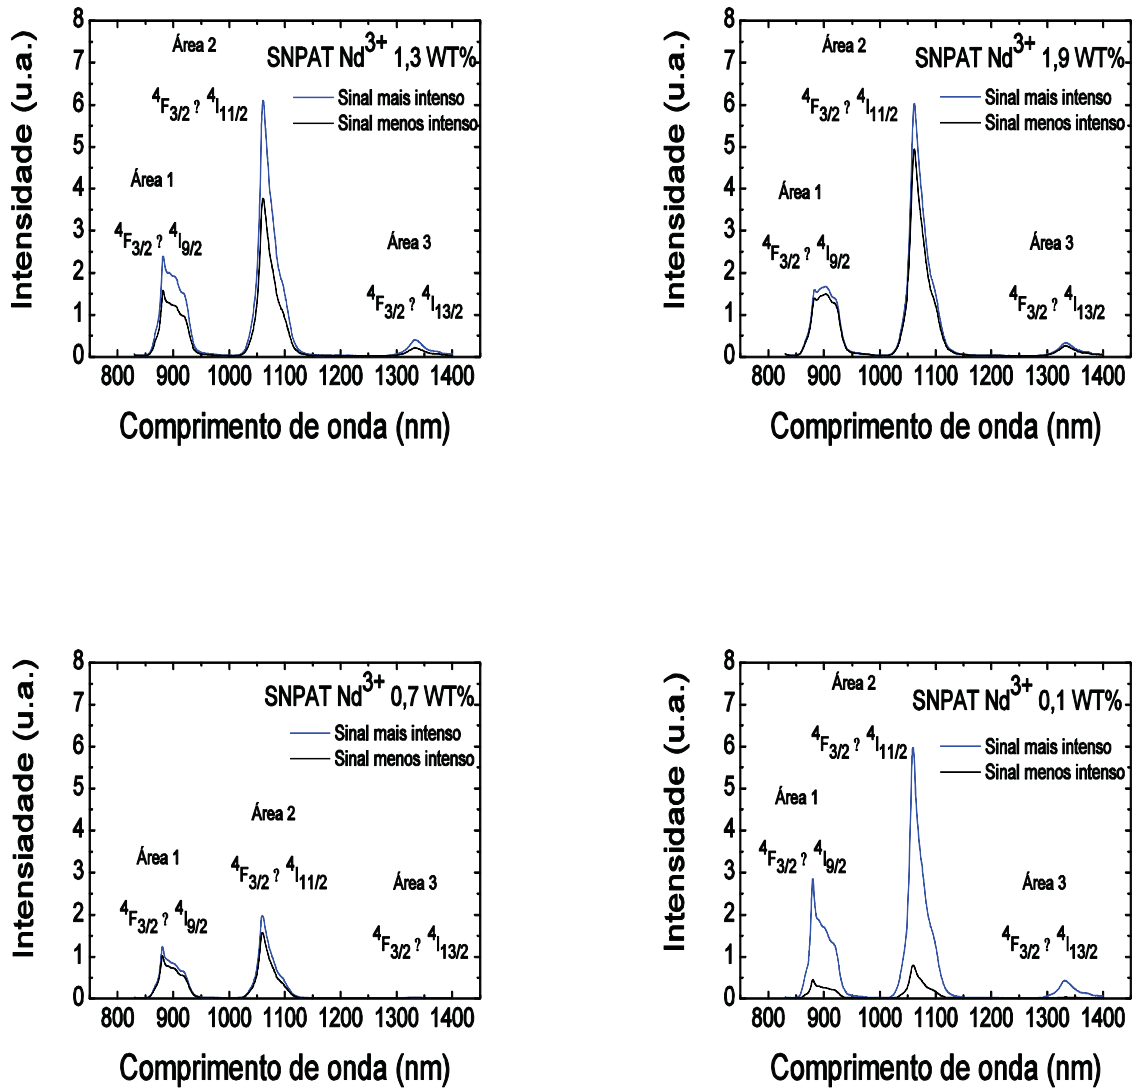 8
7
6
5
4
3
2
1
0
Intensidade (u.a.)
Área 2
SNPAT Nd3+ 1,3 WT%
4F3/2 ? 4I11/2
Sinal mais intenso
Sinal menos intenso
Área 1
4F3/2 ? 4I9/2
Área 3
4F3/2 ? 4I13/2
800 900 1000 1100 1200 1300 1400
Comprimento de onda (nm)
8
7
6
5
4
3
2
1
0
Intensidade (u.a.)
Área 2
SNPAT Nd3+ 1,9 WT%
4F3/2 ? 4I11/2
Sinal mais intenso
Sinal menos intenso
Área 1
4F3/2 ? 4I9/2
Área 3
4F3/2 ? 4I13/2
800 900 1000 1100 1200 1300 1400
Comprimento de onda (nm)
8
7
6
5
4
3
2
1
0
Intensiadade (u.a.)
SNPAT Nd3+ 0,7 WT%
Sinal mais intenso
Sinal menos intenso
Área 2
Área 1
4F3/2 ? 4I11/2
Área 3
4F3/2 ? 4I9/2
4F3/2 ? 4I13/2
800 900 1000 1100 1200 1300 1400
Comprimento de onda (nm)
8
7
6
5
4
3
2
1
0
Intensidade (u.a.)
Área 2
SNPAT Nd3+ 0,1 WT%
4F3/2 ? 4I11/2
Sinal mais intenso
Sinal menos intenso
Área 1
4F3/2 ? 4I9/2
Área 3
4F3/2 ? 4I13/2
800 900 1000 1100 1200 1300 1400
Comprimento de onda (nm)